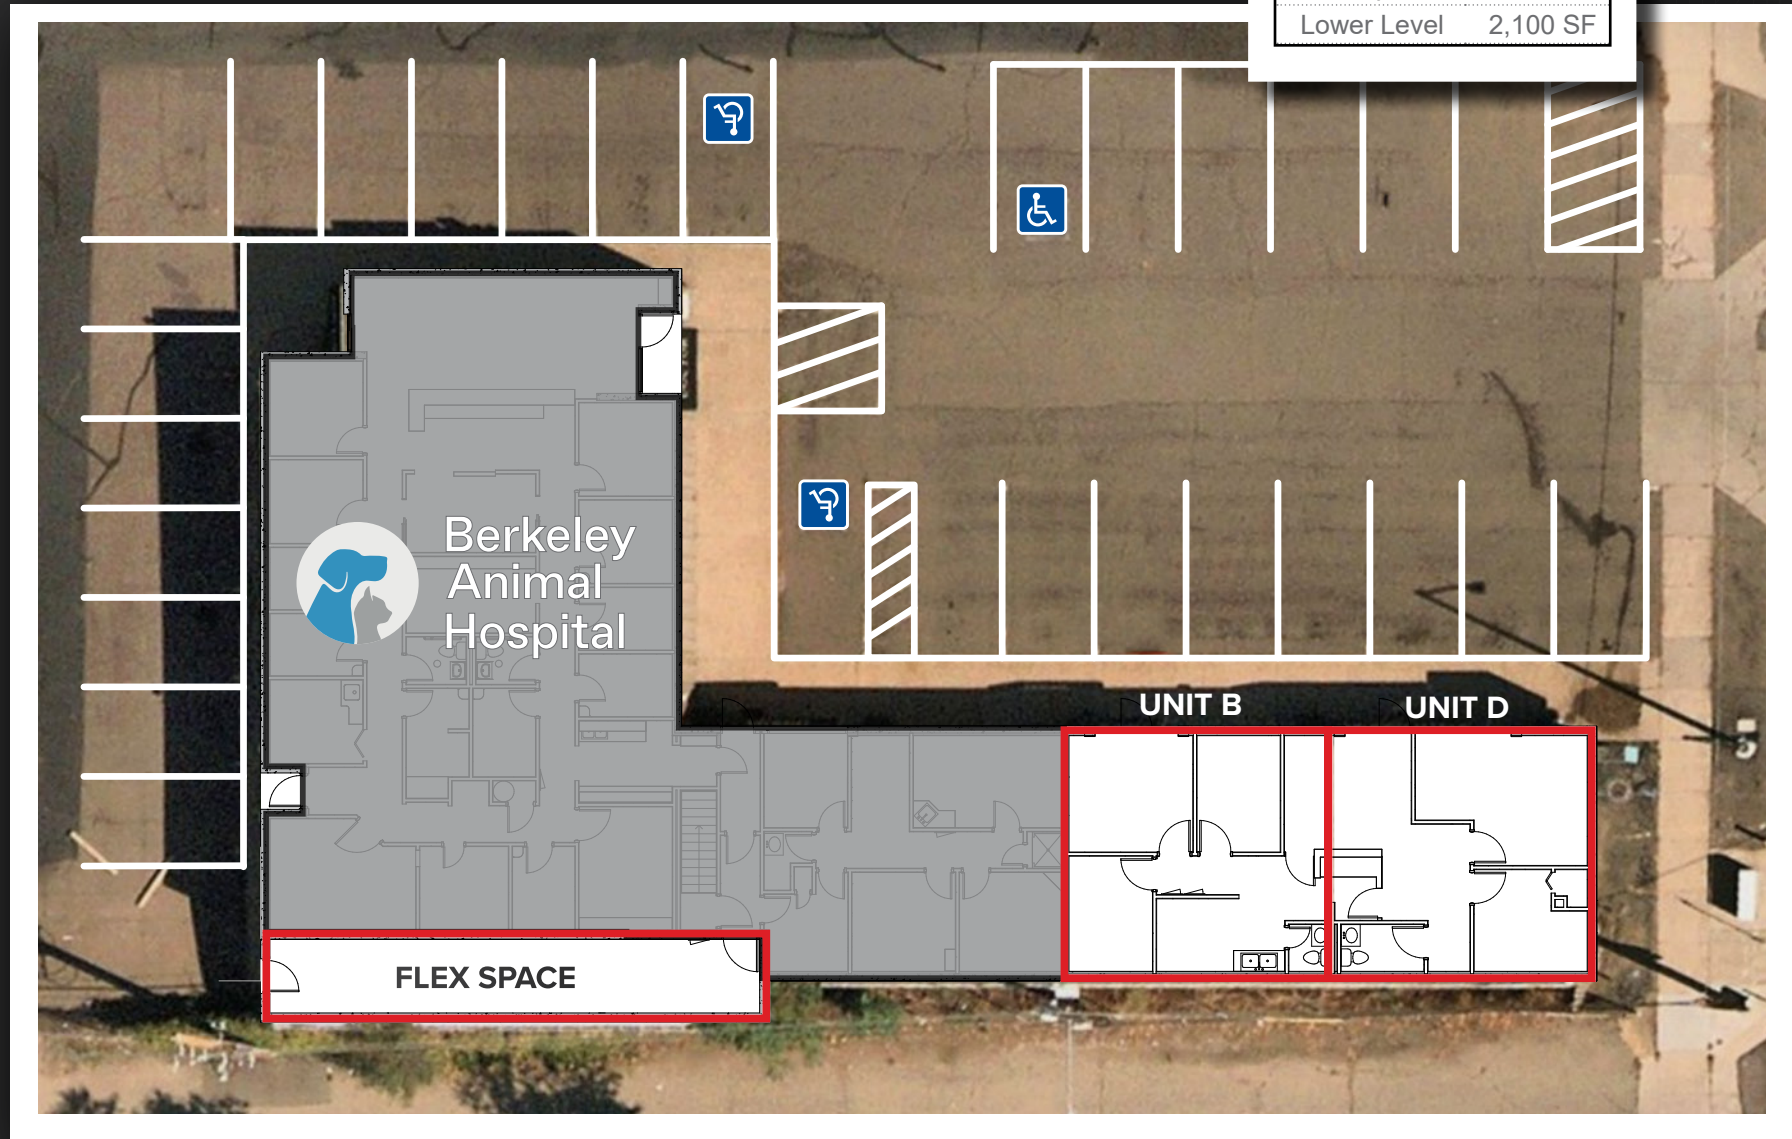 Lower Level 2,100 SF
Berkeley
Animal
Hospital
UNIT B
UNIT D
FLEX SPACE